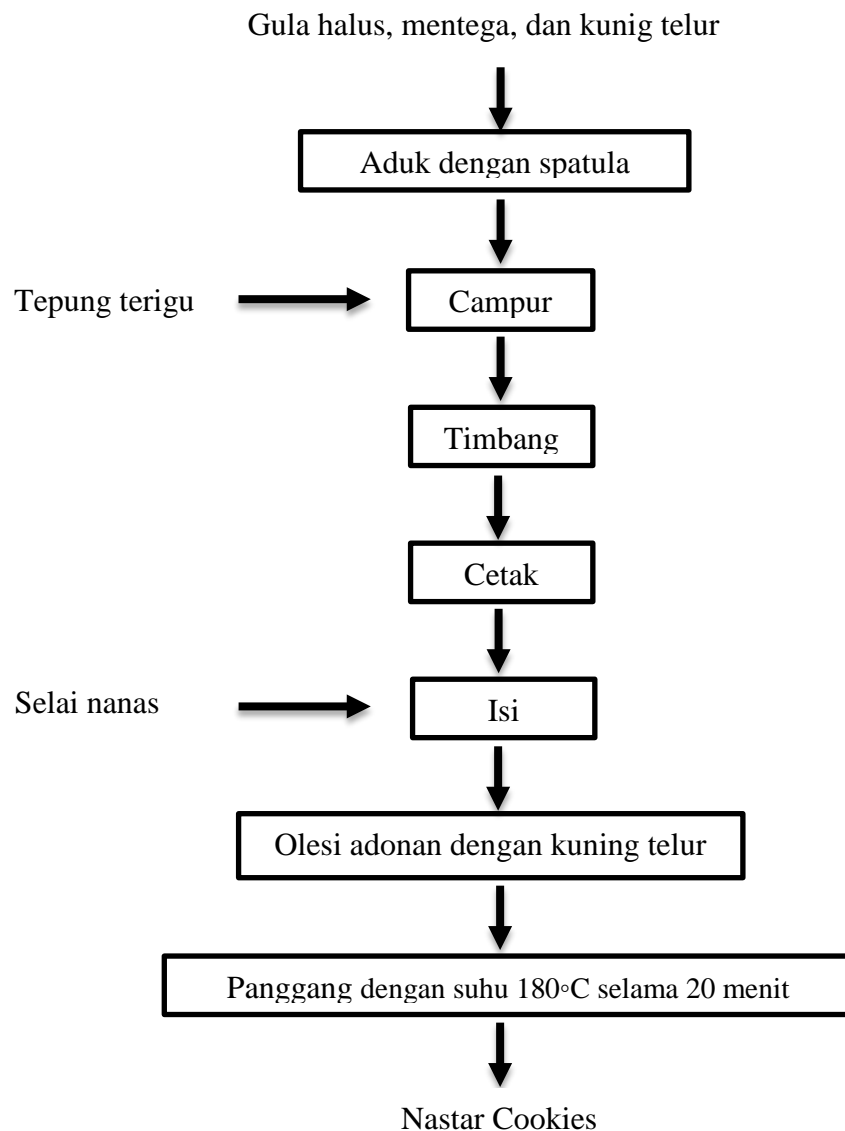 Gula halus, mentega, dan kunig telur
Aduk dengan spatula
Tepung terigu
Campur
Timbang
Cetak
Selai nanas
Isi
Olesi adonan dengan kuning telur
Panggang dengan suhu 180◦C selama 20 menit
Nastar Cookies